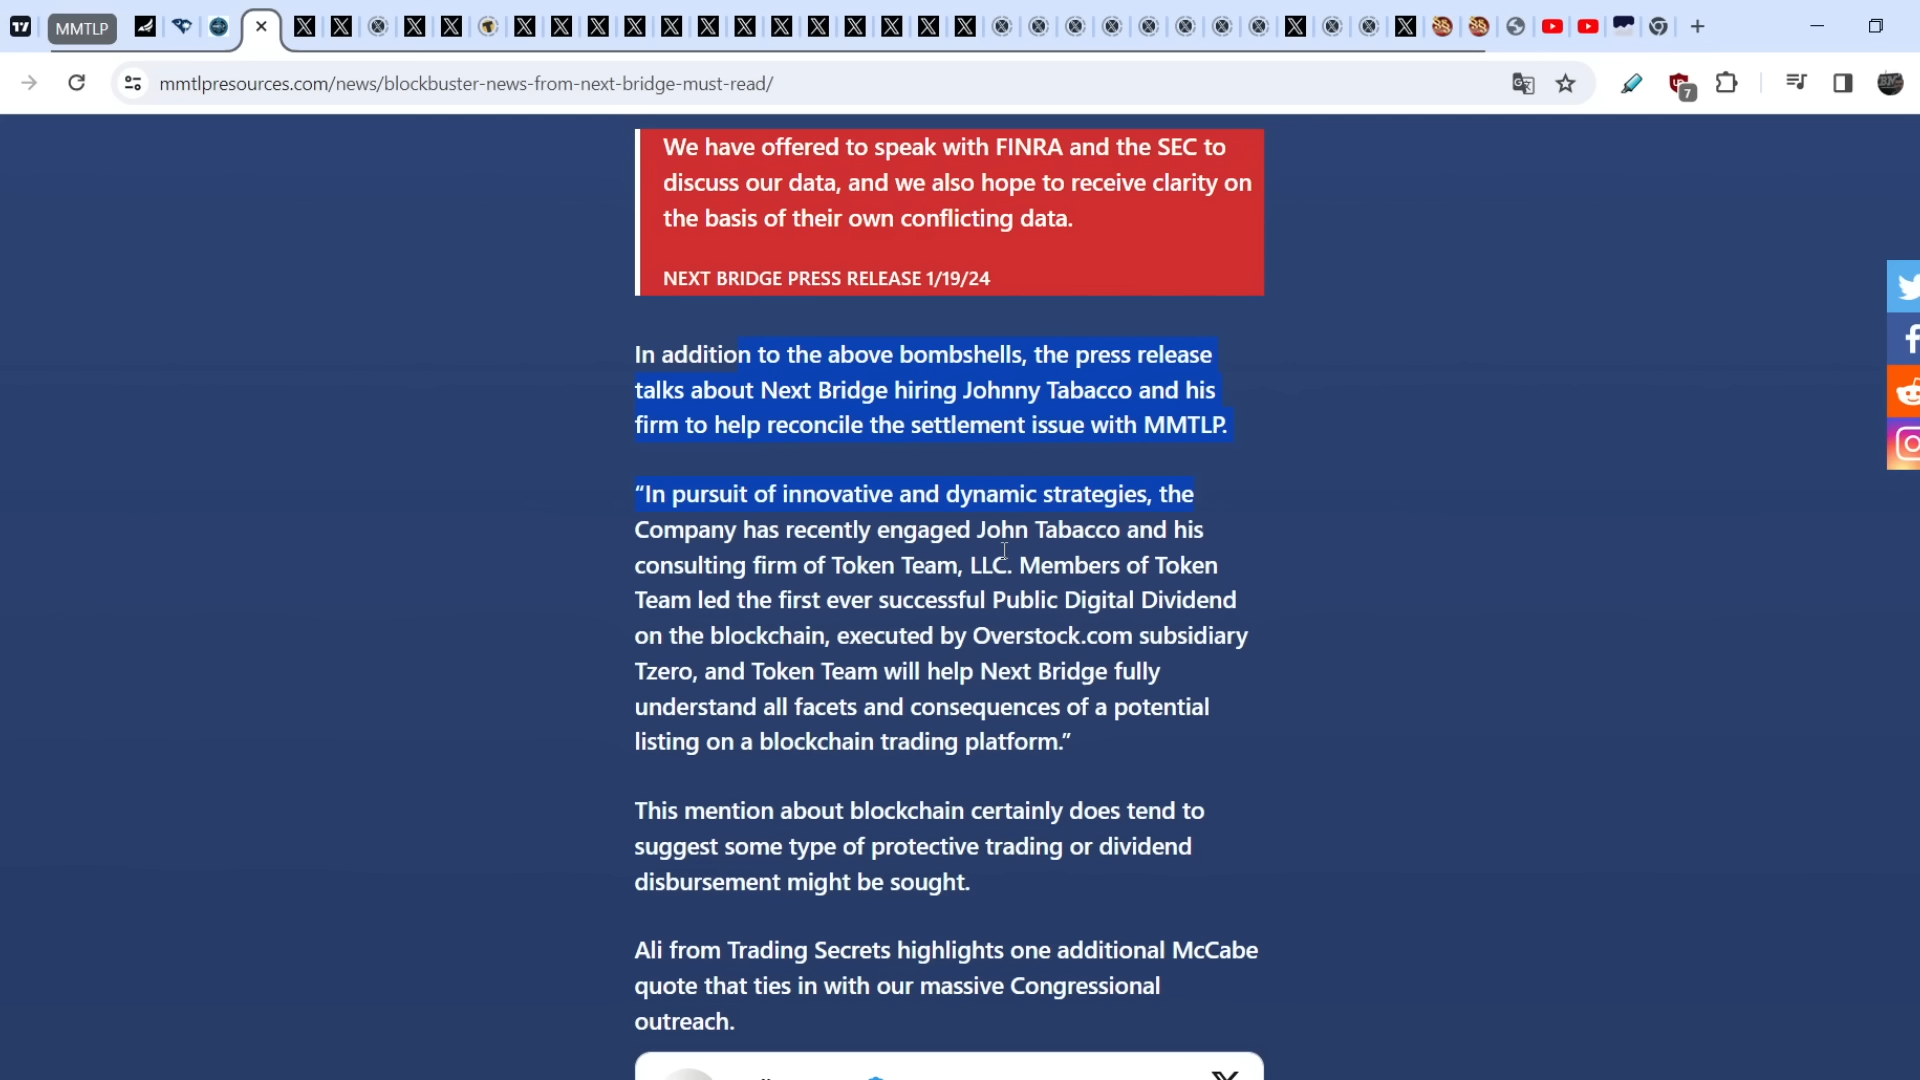 MMTLP
mmtlpresources.com/news/blockbuster-news-from-next-bridge-must-read/
7
We have offered to speak with FINRA and the SEC to
discuss our data, and we also hope to receive clarity on
the basis of their own conflicting data.
NEXT BRIDGE PRESS RELEASE 1/19/24
In addition to the above bombshells, the press release
talks about Next Bridge hiring Johnny Tabacco and his
firm to help reconcile the settlement issue with MMTLP.
“In pursuit of innovative and dynamic strategies, the
Company has recently engaged John Tabacco and his
consulting firm of Token Team, LLC. Members of Token
Team led the first ever successful Public Digital Dividend
on the blockchain, executed by Overstock.com subsidiary
Tzero, and Token Team will help Next Bridge fully
understand all facets and consequences of a potential
listing on a blockchain trading platform.”
This mention about blockchain certainly does tend to
suggest some type of protective trading or dividend
disbursement might be sought.
Ali from Trading Secrets highlights one additional McCabe
quote that ties in with our massive Congressional
outreach.